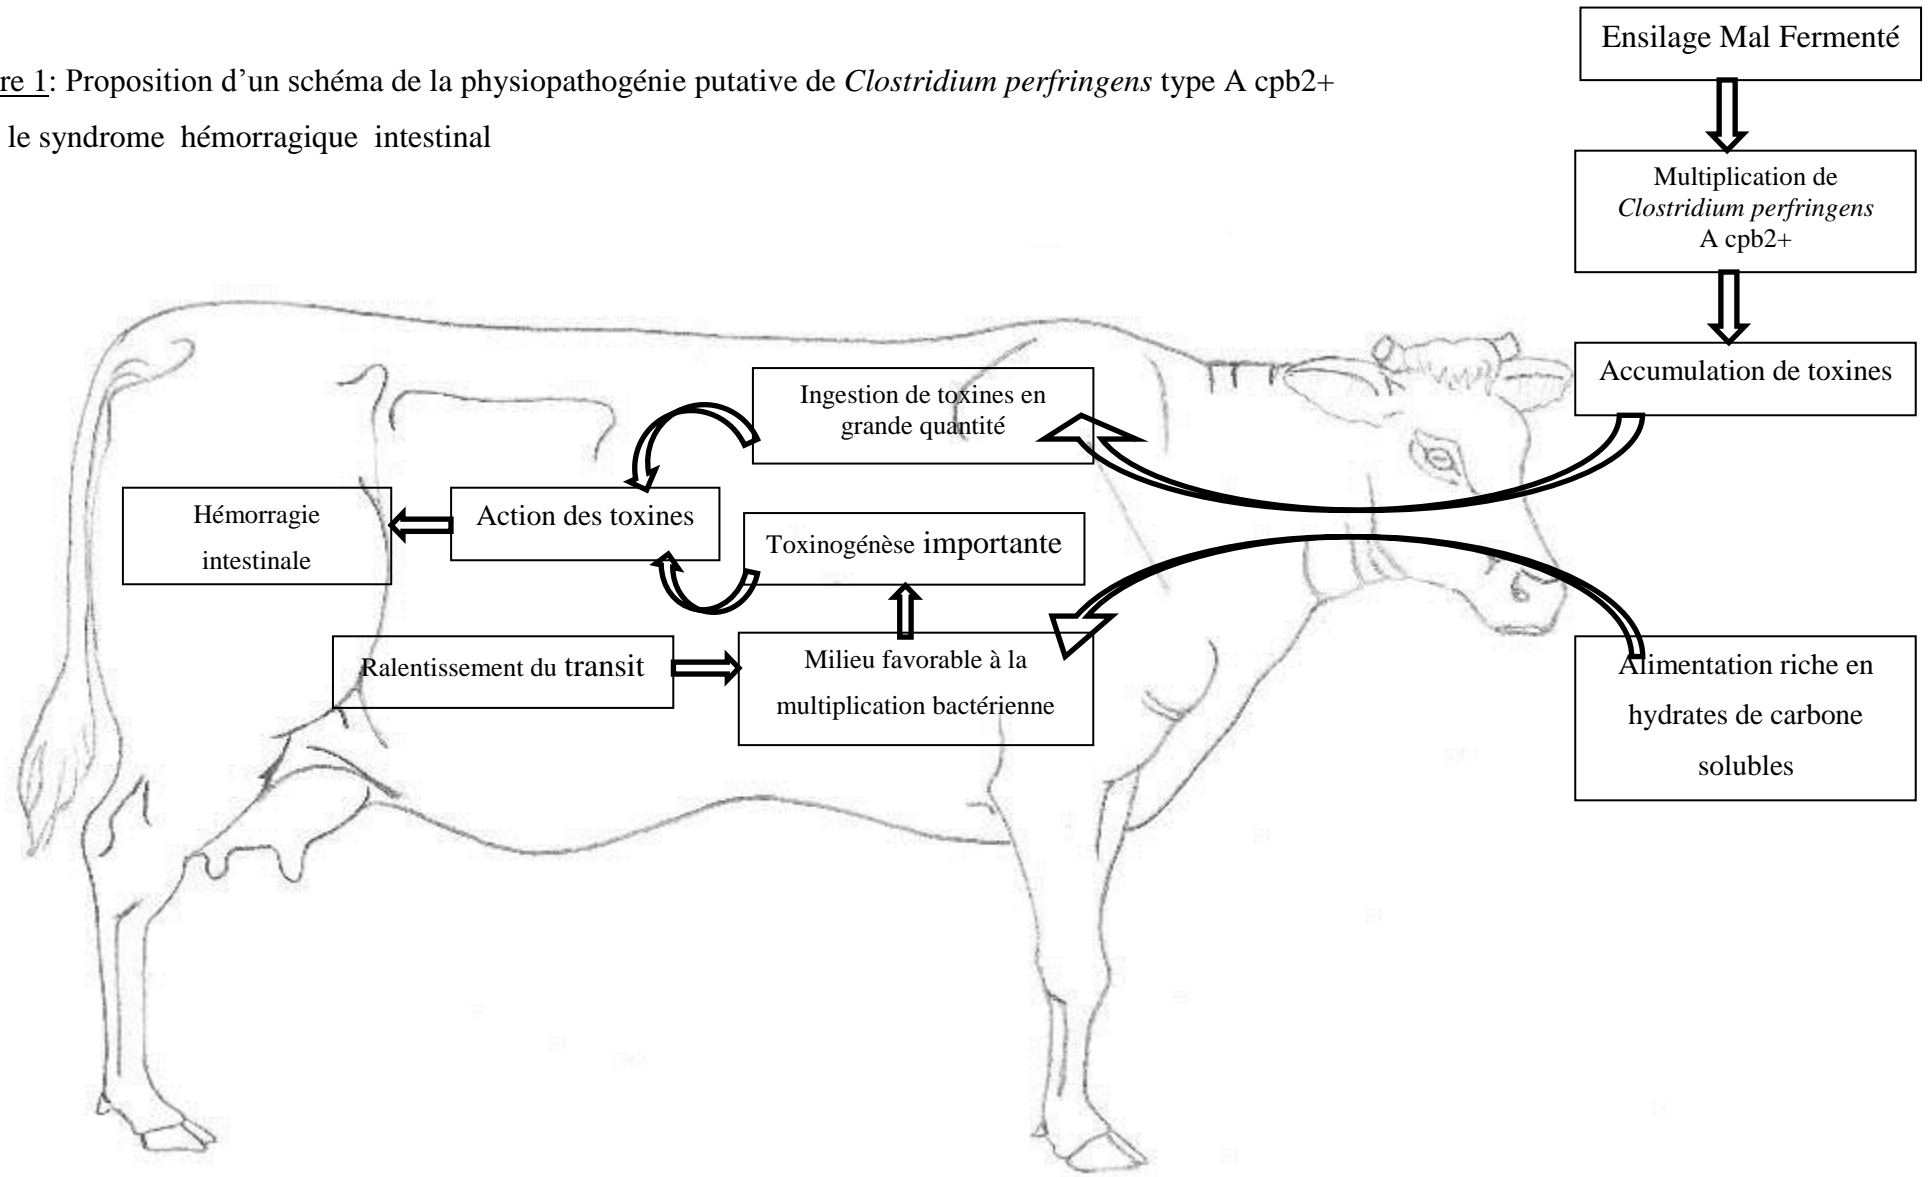 re 1: Proposition d’un schéma de la physiopathogénie putative de Clostridium perfringens type A cpb2+
le syndrome hémorragique intestinal
Ensilage Mal Fermenté
Multiplication de
Clostridium perfringens
A cpb2+
Accumulation de toxines
Ingestion de toxines en
grande quantité
Action des toxines
Hémorragie
intestinale
Toxinogénèse importante
Ralentissement du transit
Milieu favorable à la
multiplication bactérienne
Alimentation riche en
hydrates de carbone
solubles